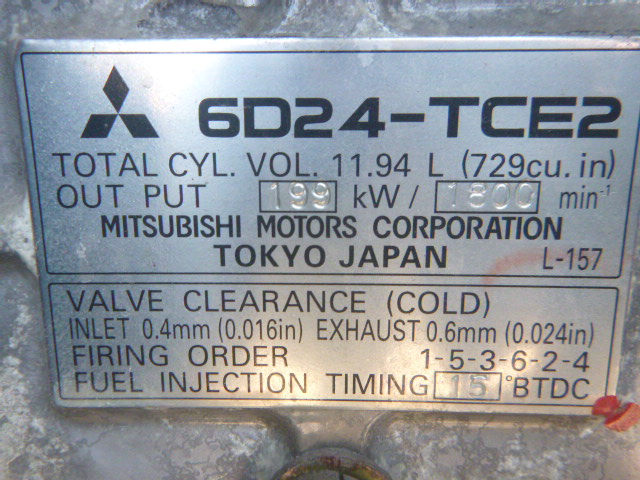 6D24-TCE2
TOTAL CYL. VOL. 11.94 L (729cu. in)
OUT PUT 199 kW / 1800 min⁻¹
MITSUBISHI MOTORS CORPORATION
TOKYO JAPAN L-157
VALVE CLEARANCE (COLD)
INLET 0.4mm (0.016in) EXHAUST 0.6mm (0.024in)
FIRING ORDER 1-5-3-6-2-4
FUEL INJECTION TIMING 15 °BTDC